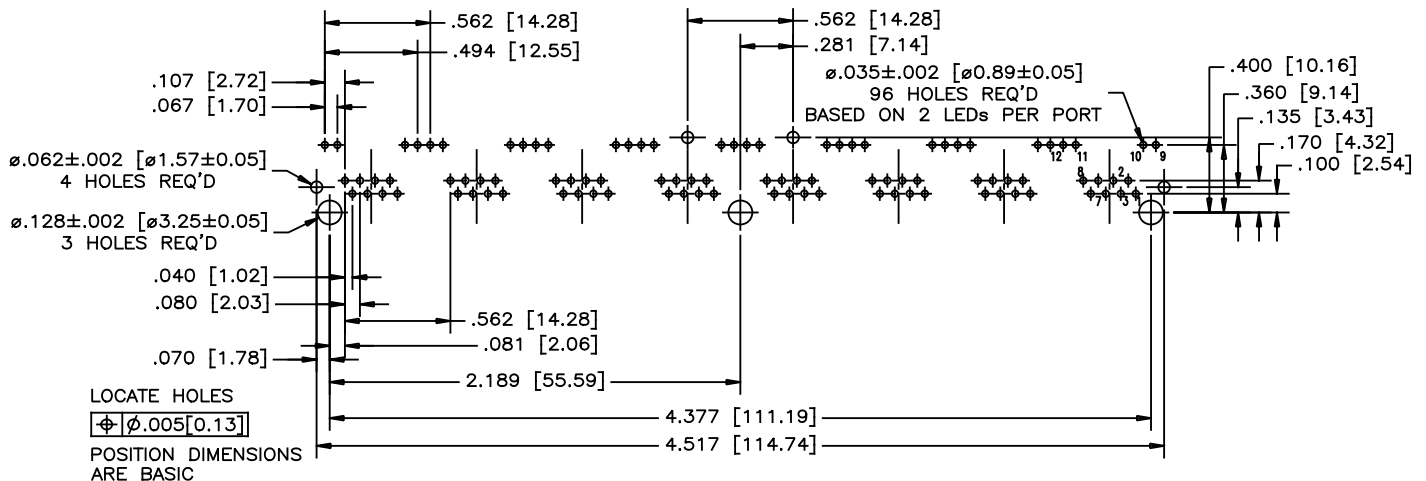 .562 [14.28]
.562 [14.28]
.494 [12.55]
.281 [7.14]
.107 [2.72]
ø.035±.002 [ø0.89±0.05]
.400 [10.16]
.067 [1.70]
96 HOLES REQ'D
.360 [9.14]
BASED ON 2 LEDs PER PORT
.135 [3.43]
.170 [4.32]
.100 [2.54]
12 11 10 9
ø.062±.002 [ø1.57±0.05]
4 HOLES REQ'D
8 2
7 3 1
ø.128±.002 [ø3.25±0.05]
3 HOLES REQ'D
.040 [1.02]
.080 [2.03]
.562 [14.28]
.081 [2.06]
.070 [1.78]
2.189 [55.59]
LOCATE HOLES
4.377 [111.19]
⌖ Ø.005[0.13]
4.517 [114.74]
POSITION DIMENSIONS
ARE BASIC